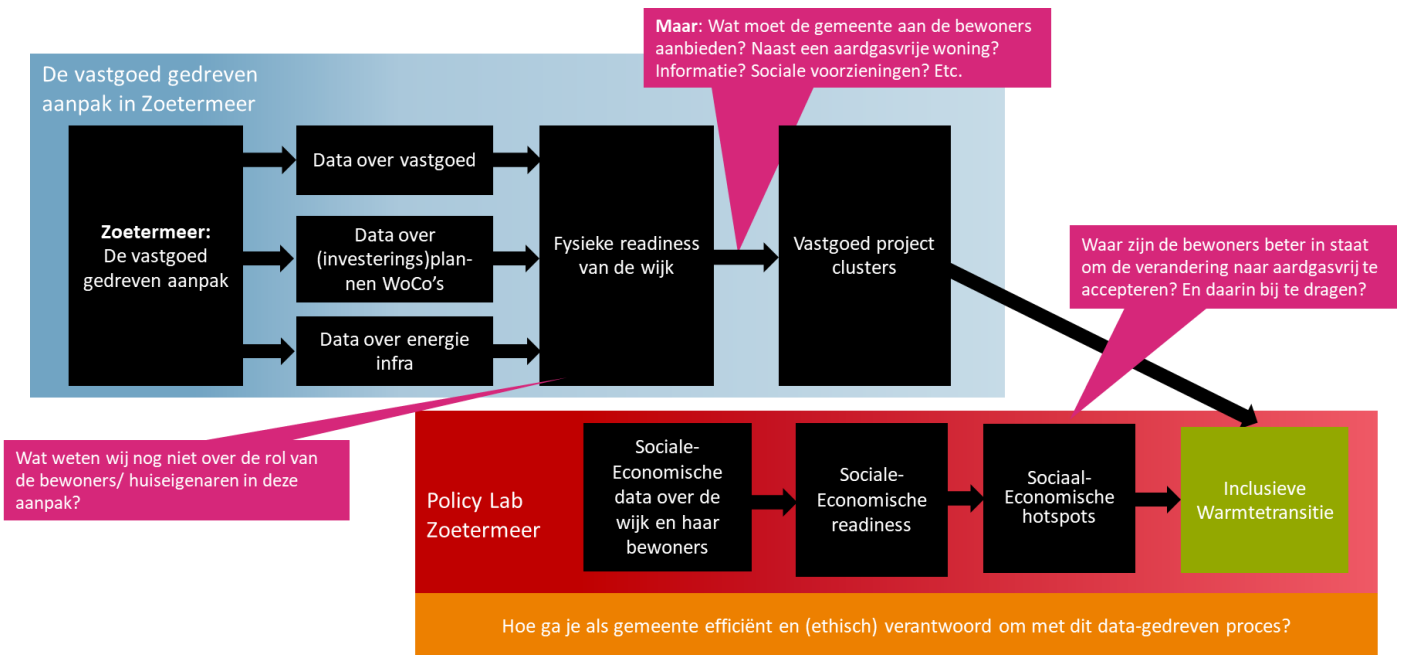 Maar: Wat moet de gemeente aan de bewoners
aanbieden? Naast een aardgasvrije woning?
Informatie? Sociale voorzieningen? Etc.
De vastgoed gedreven
aanpak in Zoetermeer
Zoetermeer:
De vastgoed
gedreven aanpak
Data over vastgoed
Data over
(investerings)plan-
nen WoCo's
Data over energie
infra
Fysieke readiness
van de wijk
Vastgoed project
clusters
Waar zijn de bewoners beter in staat
om de verandering naar aardgasvrij te
accepteren? En daarin bij te dragen?
Wat weten wij nog niet over de rol van
de bewoners/ huiseigenaren in deze
aanpak?
Policy Lab
Zoetermeer
Sociale-
Economische
data over de
wijk en haar
bewoners
Sociale-
Economische
readiness
Sociaal-
Economische
hotspots
Inclusieve
Warmtetransitie
Hoe ga je als gemeente efficiënt en (ethisch) verantwoord om met dit data-gedreven proces?